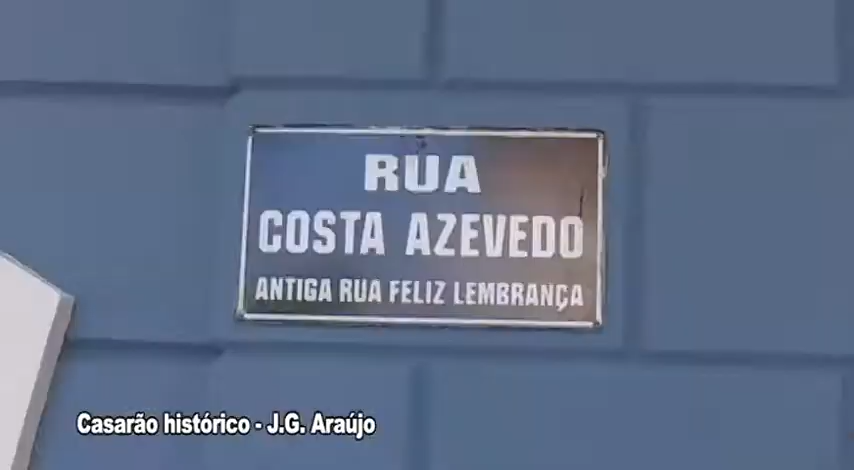 RUA
COSTA AZEVEDO
ANTIGA RUA FELIZ LEMBRANÇA
Casarão histórico - J.G. Araújo